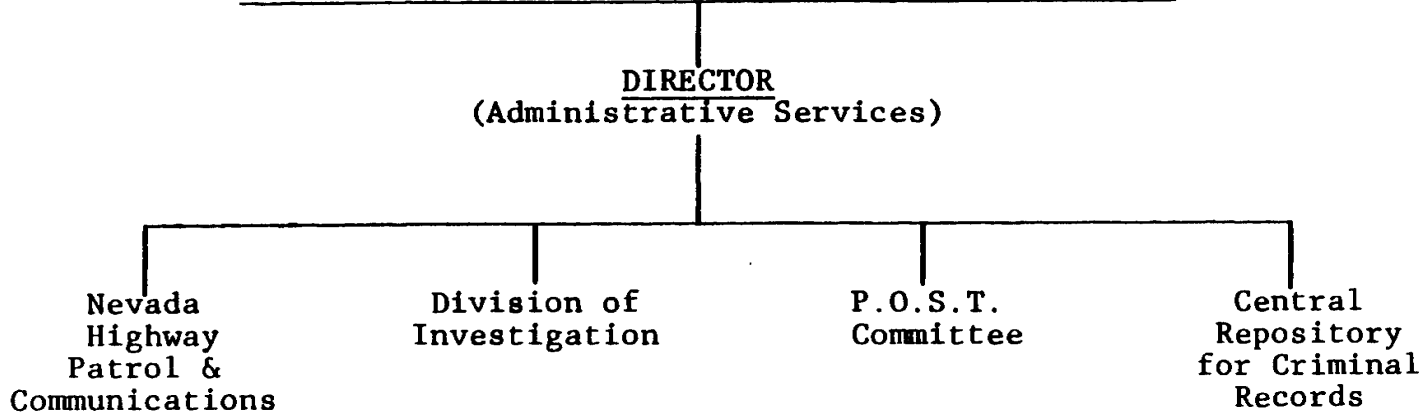 DIRECTOR
(Administrative Services)
Nevada
Highway
Patrol &
Communications
Division of
Investigation
P.O.S.T.
Committee
Central
Repository
for Criminal
Records